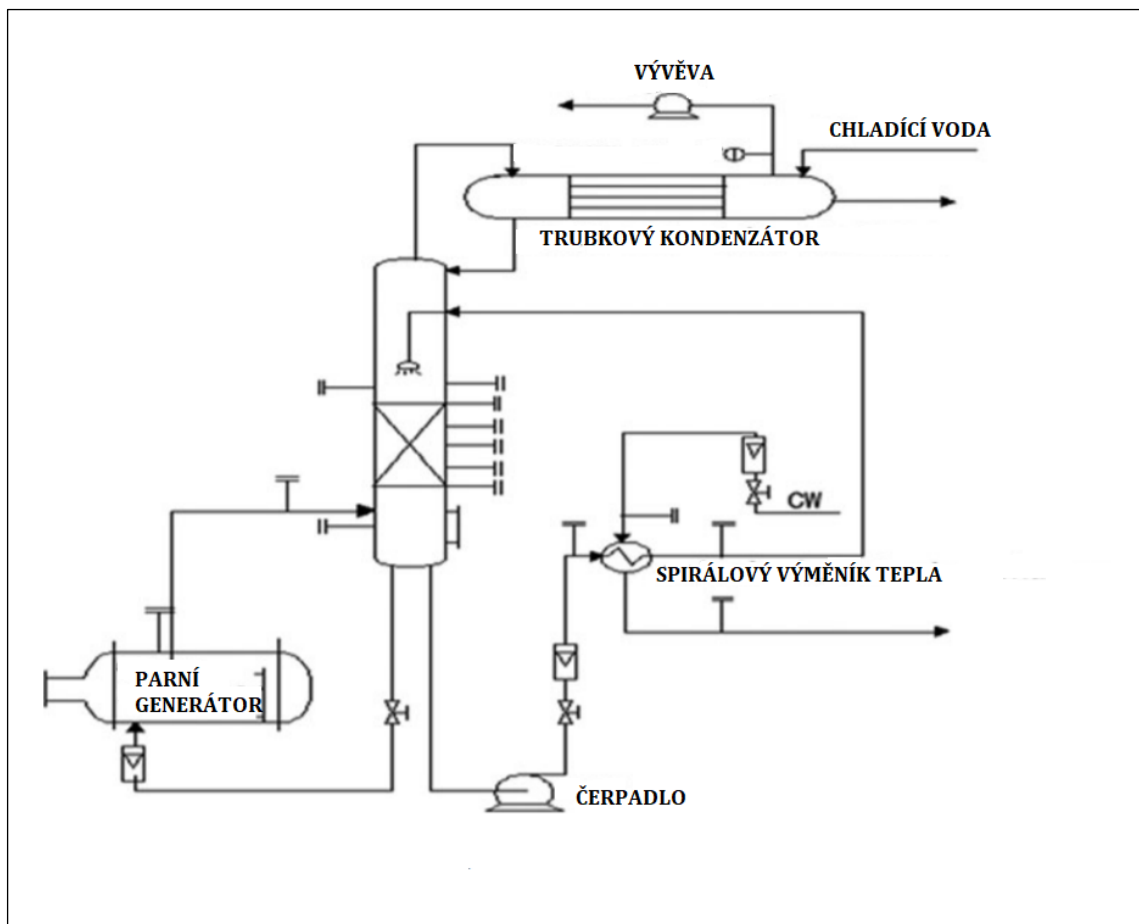 VÝVĚVA
CHLADÍCÍ VODA
TRUBKOVÝ KONDENZÁTOR
CW
SPIRÁLOVÝ VÝMĚNÍK TEPLA
PARNÍ
GENERÁTOR
ČERPADLO